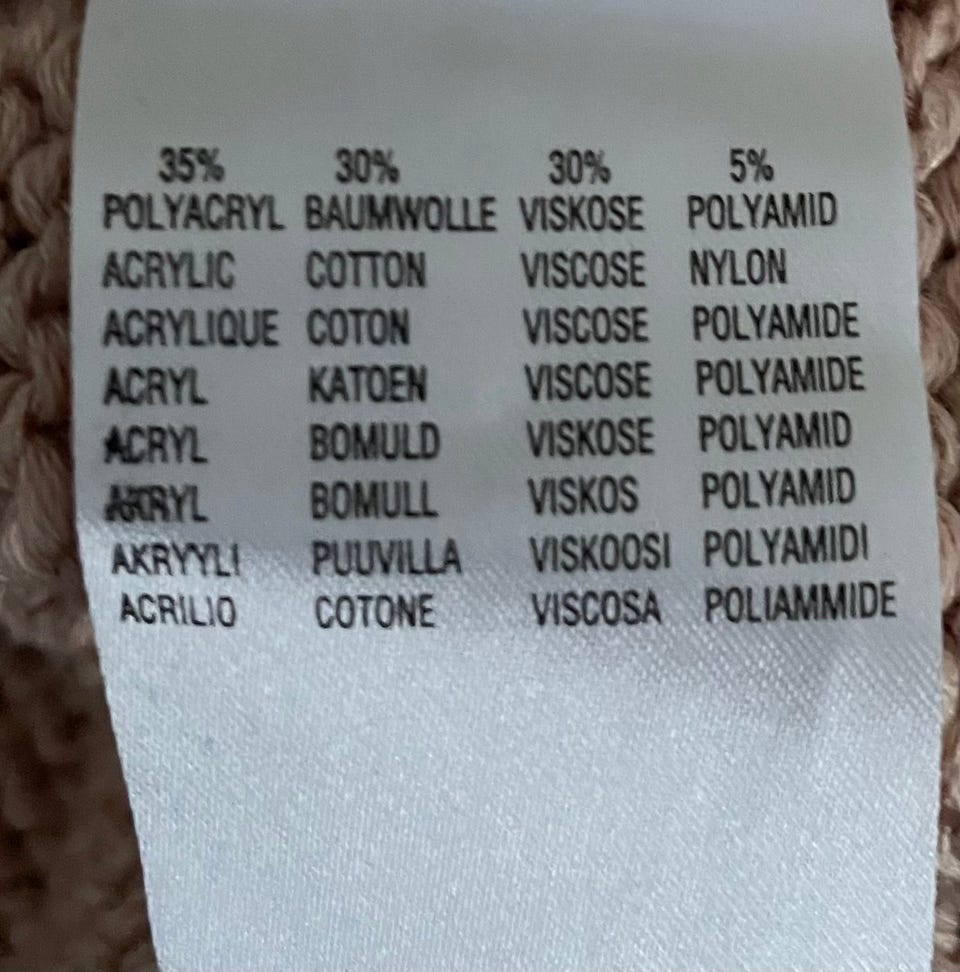 35% 30% 30% 5%
POLYACRYL BAUMWOLLE VISKOSE POLYAMID
ACRYLIC COTTON VISCOSE NYLON
ACRYLIQUE COTON VISCOSE POLYAMIDE
ACRYL KATOEN VISCOSE POLYAMIDE
ACRYL BOMULD VISKOSE POLYAMID
BOMULL VISKOS POLYAMID
AKRYYLI PUUVILLA VISKOOSI POLYAMIDI
ACRILIO COTONE VISCOSA POLIAMMIDE